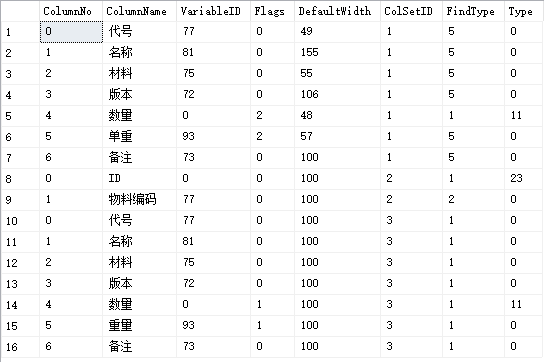 ColumnNo ColumnName VariableID Flags DefaultWidth ColSetID FindType Type
1 0 代号 77 0 49 1 5 0
2 1 名称 81 0 155 1 5 0
3 2 材料 75 0 55 1 5 0
4 3 版本 72 0 106 1 5 0
5 4 数量 0 2 48 1 1 11
6 5 单重 93 2 57 1 5 0
7 6 备注 73 0 100 1 5 0
8 0 ID 0 0 100 2 1 23
9 1 物料编码 77 0 100 2 2 0
10 0 代号 77 0 100 3 1 0
11 1 名称 81 0 100 3 1 0
12 2 材料 75 0 100 3 1 0
13 3 版本 72 0 100 3 1 0
14 4 数量 0 1 100 3 1 11
15 5 重量 93 1 100 3 1 0
16 6 备注 73 0 100 3 1 0